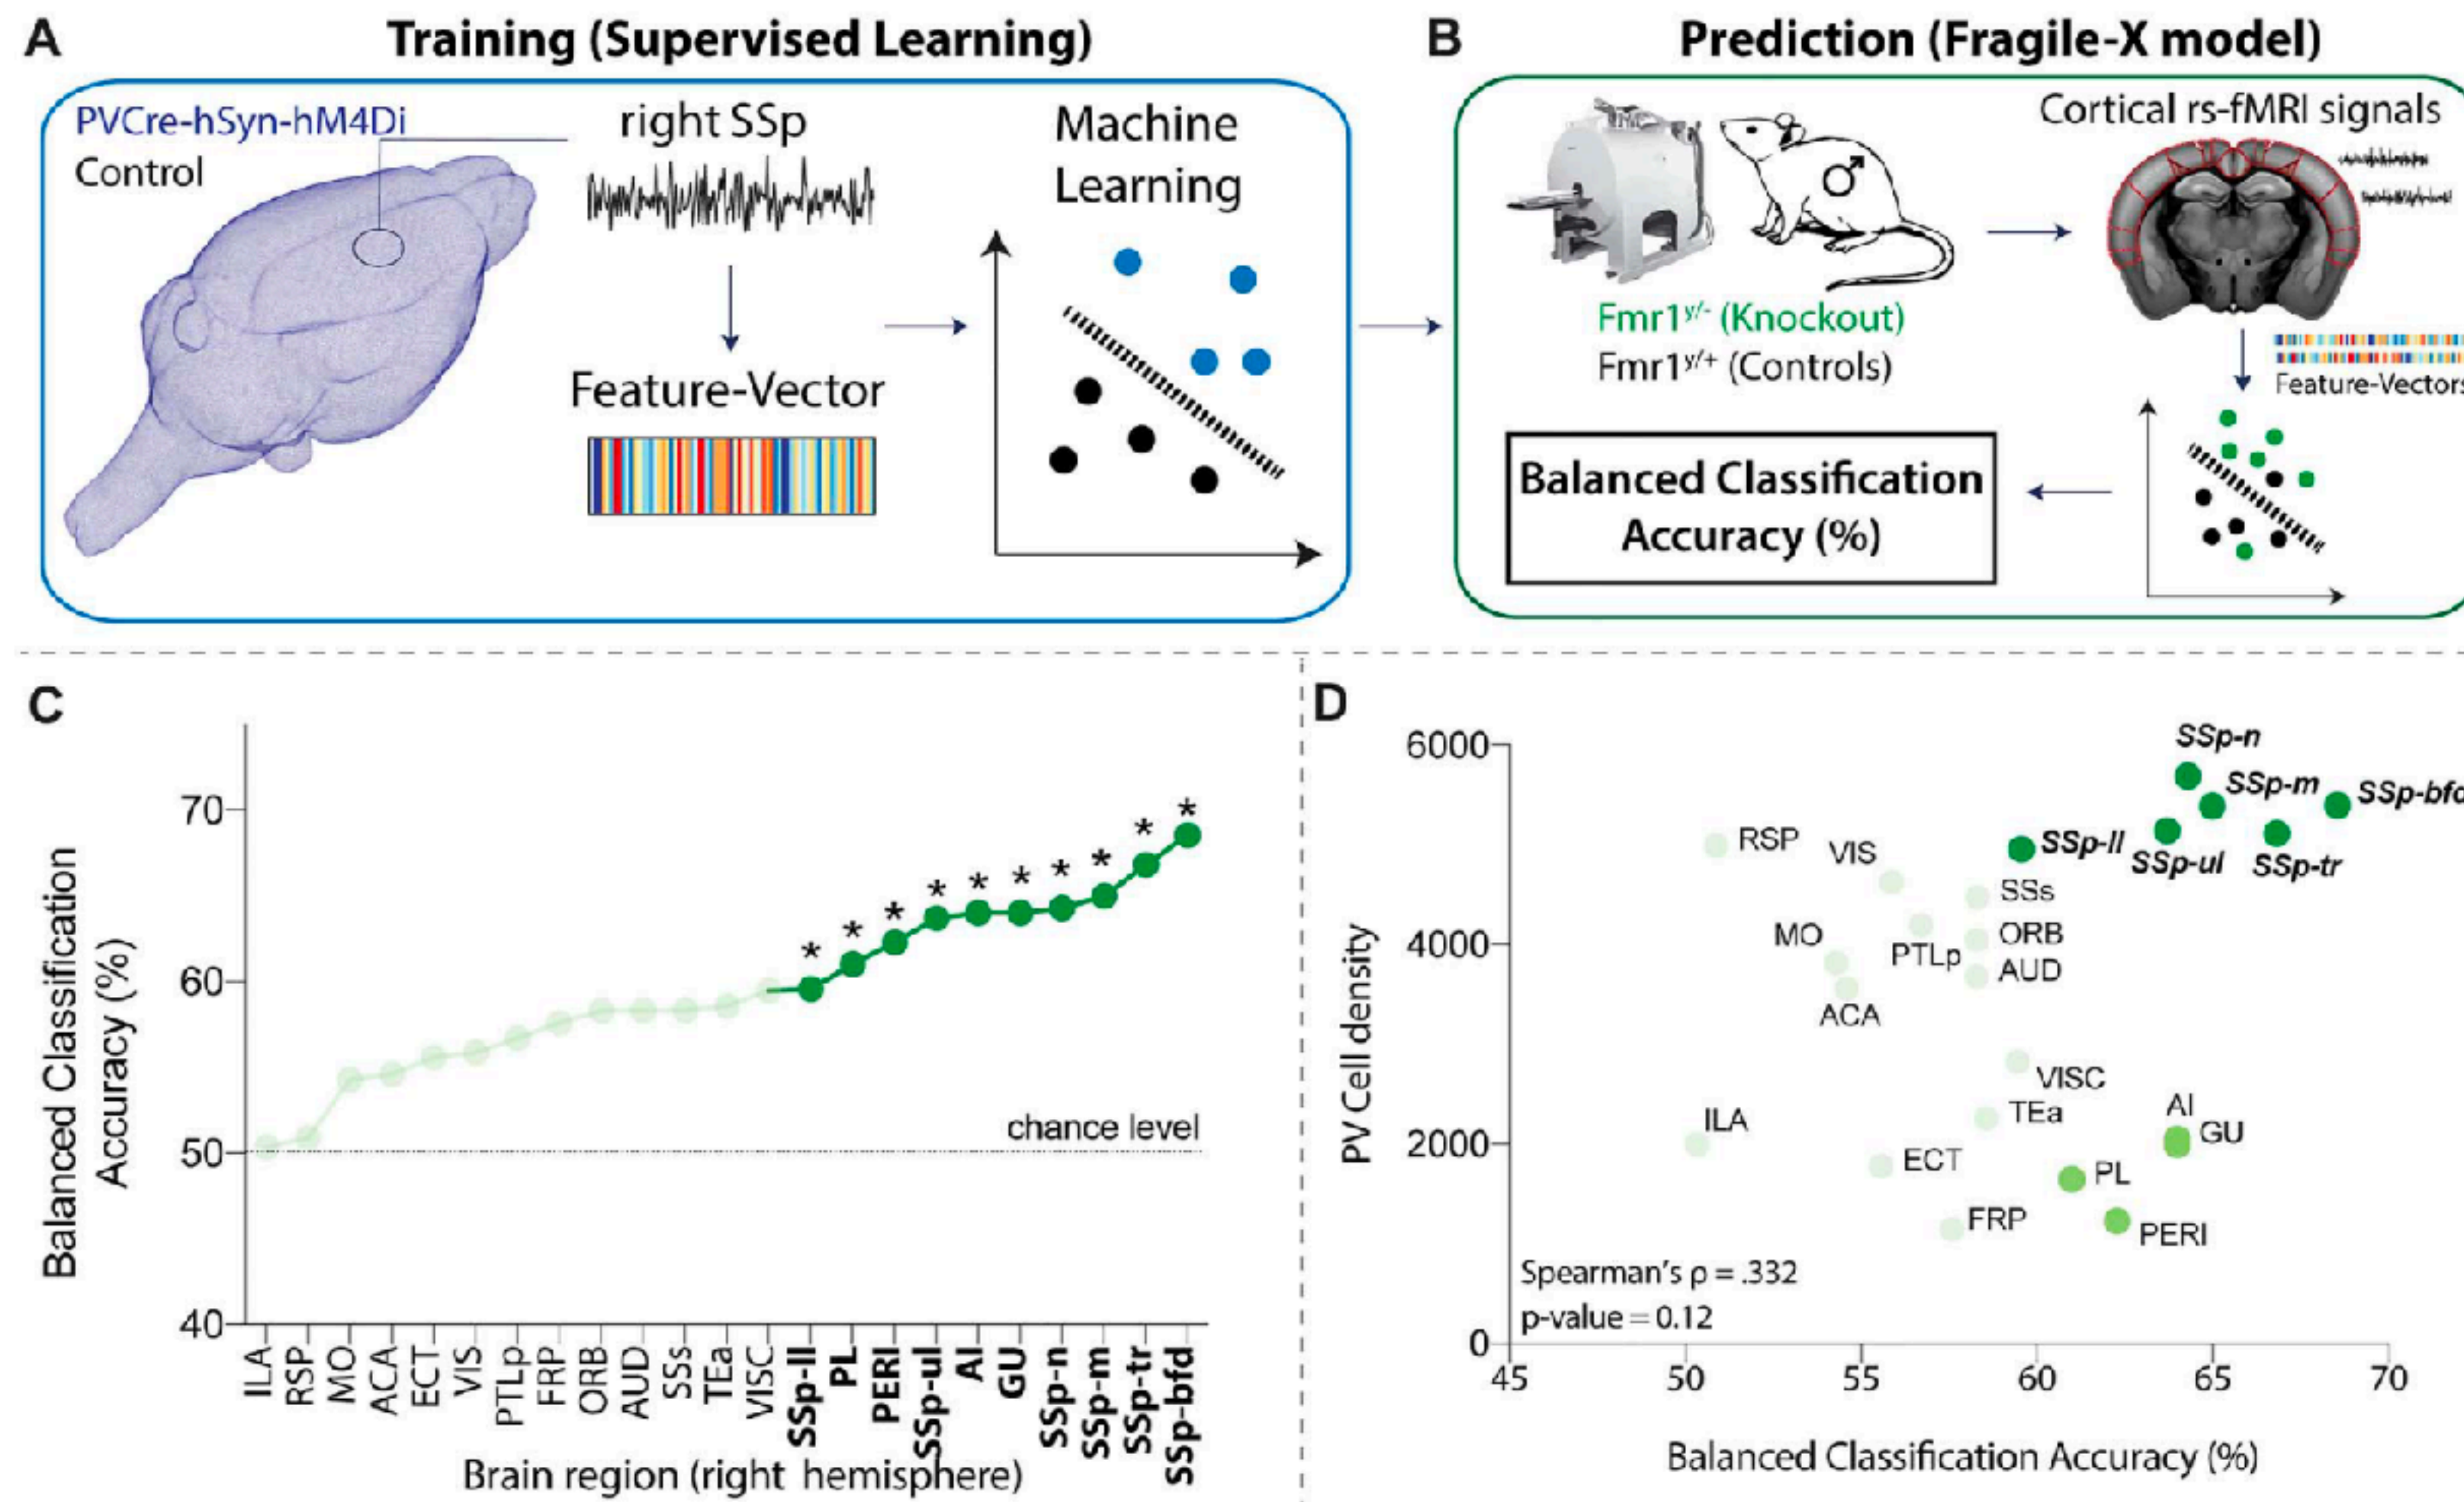 A
Training (Supervised Learning)
PVCre-hSyn-hM4Di
Control
right SSp
Feature-Vector
Machine
Learning
B
Prediction (Fragile-X model)
Fmr1y/- (Knockout)
Fmr1y/+ (Controls)
Cortical rs-fMRI signals
Feature-Vectors
Balanced Classification
Accuracy (%)
C
Balanced Classification
Accuracy (%)
70
60
50
40
* * * * * * * * * *
chance level
ILA
RSP
MO
ACA
ECT
VIS
PTLp
FRP
ORB
AUD
SSs
TEa
VISC
SSp-ll
PL
PERI
SSp-ul
AI
GU
SSp-n
SSp-m
SSp-tr
SSp-bfd
Brain region (right hemisphere)
D
PV Cell density
6000
4000
2000
0
SSp-n
SSp-m
SSp-bfd
SSp-ll
SSp-ul
SSp-tr
RSP
VIS
SSs
MO
PTLp
ORB
AUD
ACA
VISC
TEa
AI
GU
ILA
ECT
PL
FRP
PERI
Spearman's ρ = .332
p-value = 0.12
45
50
55
60
65
70
Balanced Classification Accuracy (%)